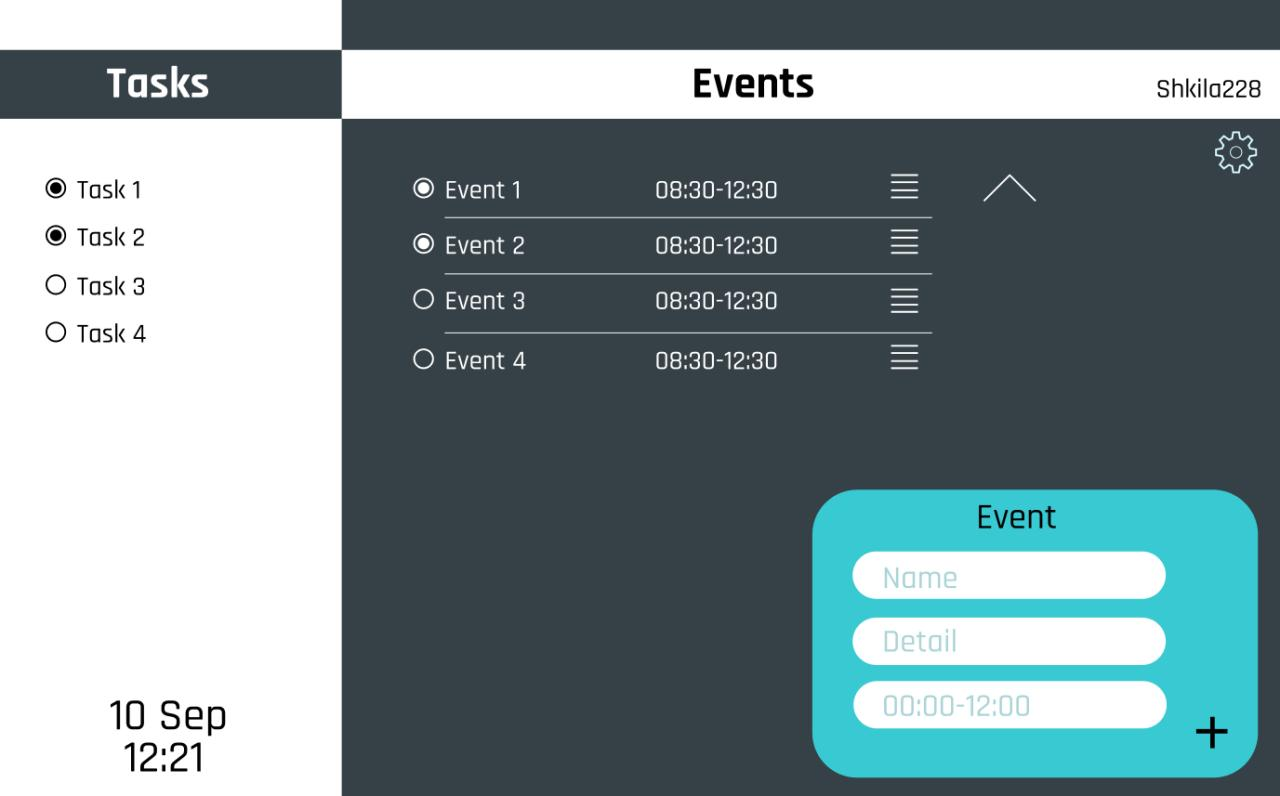 Tasks
Events
Shkila228
Task 1
Task 2
Task 3
Task 4
Event 1 08:30-12:30
Event 2 08:30-12:30
Event 3 08:30-12:30
Event 4 08:30-12:30
Event
Name
Detail
00:00-12:00
10 Sep
12:21